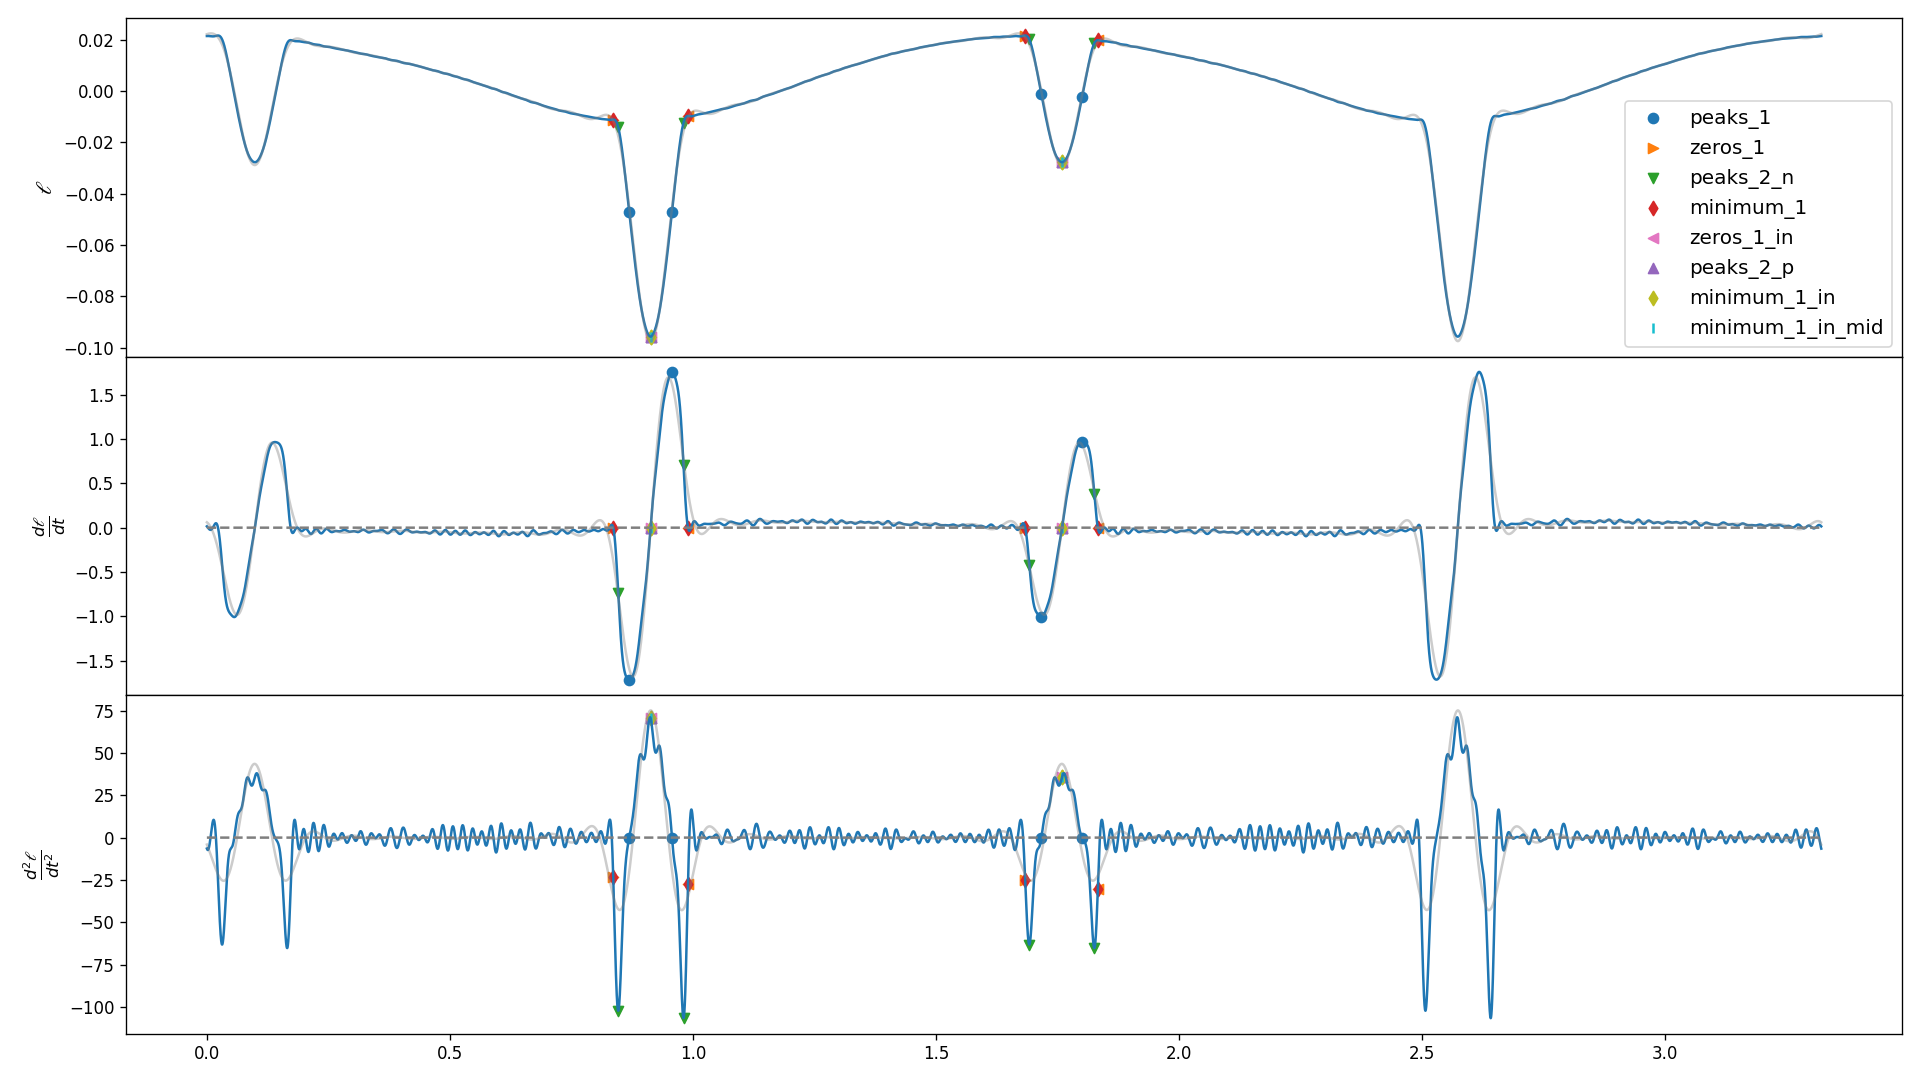 0.02
0.00
−0.02
−0.04
−0.06
−0.08
−0.10
ℓ
peaks_1
zeros_1
peaks_2_n
minimum_1
zeros_1_in
peaks_2_p
minimum_1_in
minimum_1_in_mid
1.5
1.0
0.5
0.0
−0.5
−1.0
−1.5
dℓ
dt
75
50
25
0
−25
−50
−75
−100
d²ℓ
dt²
0.0 0.5 1.0 1.5 2.0 2.5 3.0